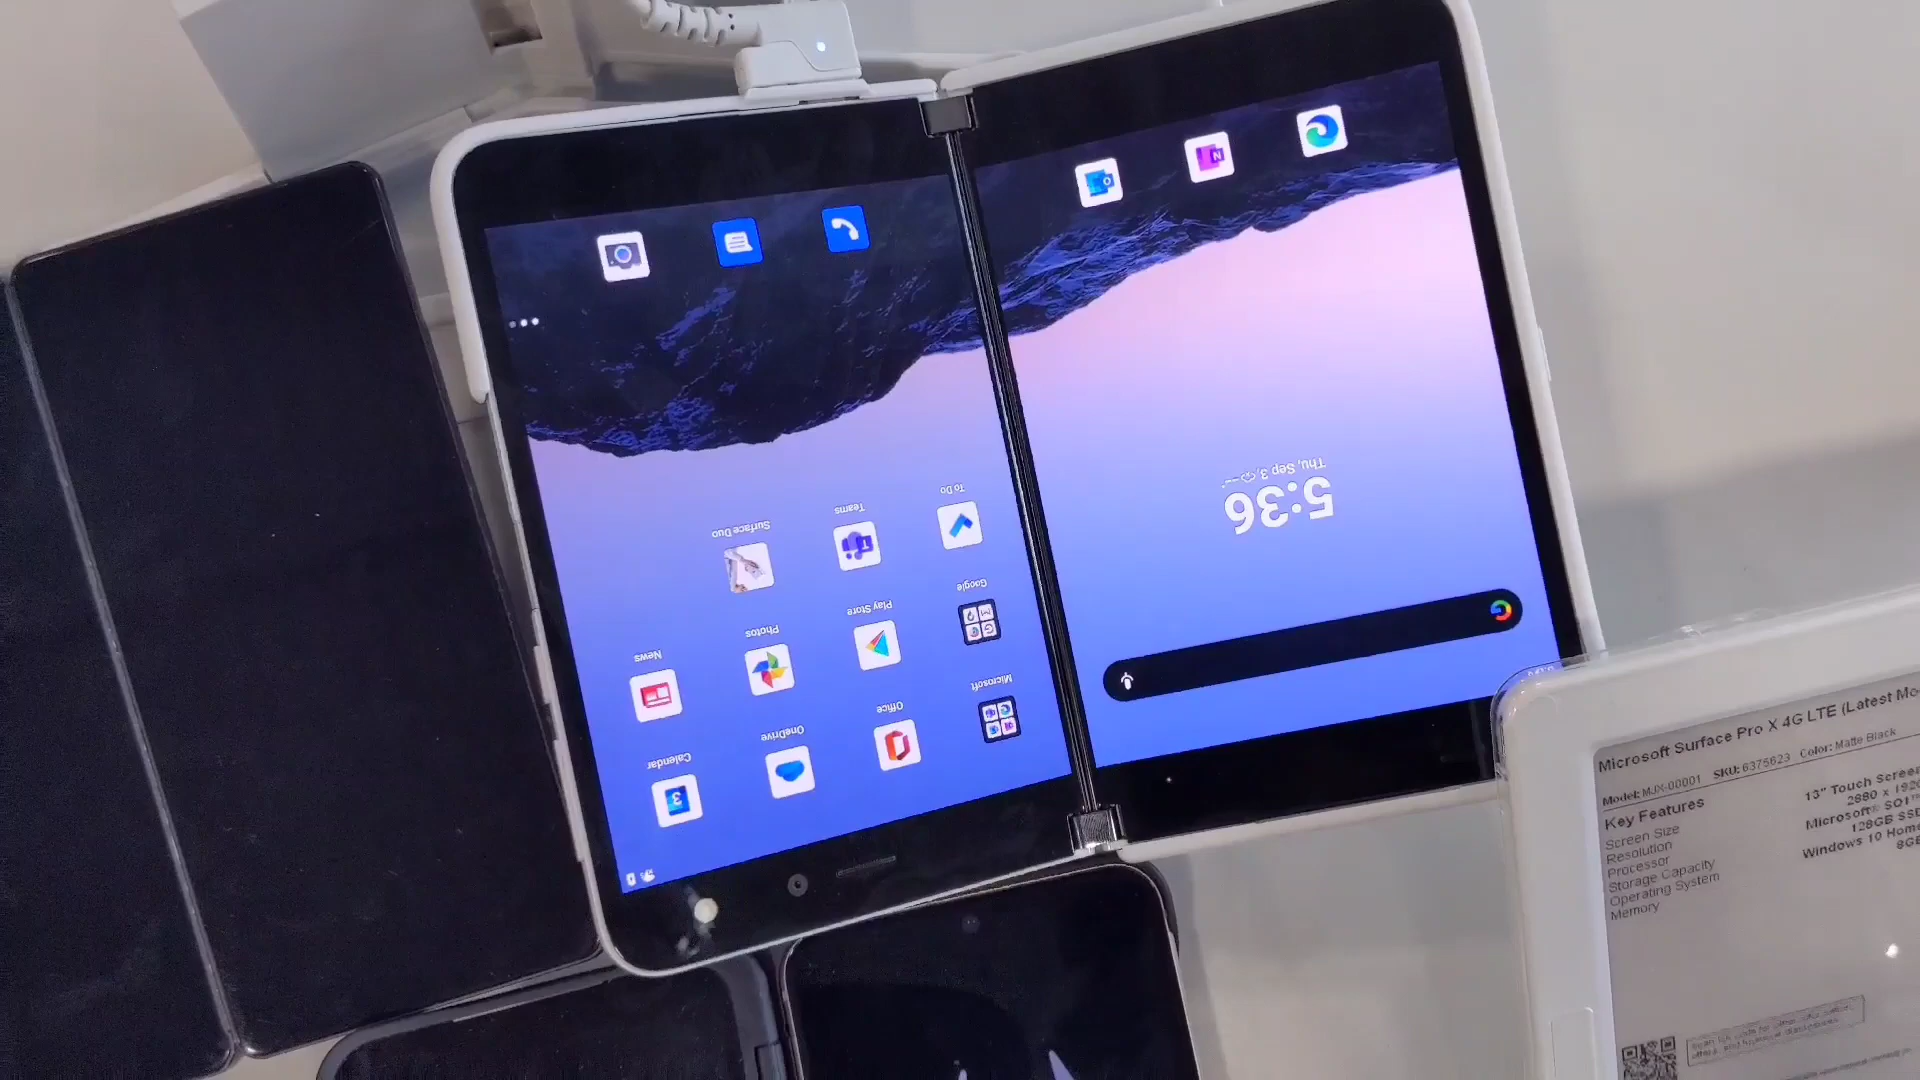 Thu, Sep 3,
5:36
Microsoft
Office
OneDrive
Calendar
3
Google
Play Store
Photos
News
To Do
Teams
Surface Duo
Microsoft Surface Pro X 4G LTE (Latest Mo
Model: MJX-00001 SKU: 6375623 Color: Matte Black
Key Features
Screen Size 13" Touch Screen
Resolution 2880 x 1920
Processor Microsoft® SQ1™
Storage Capacity 128GB SSD
Operating System Windows 10 Home
Memory 8GB